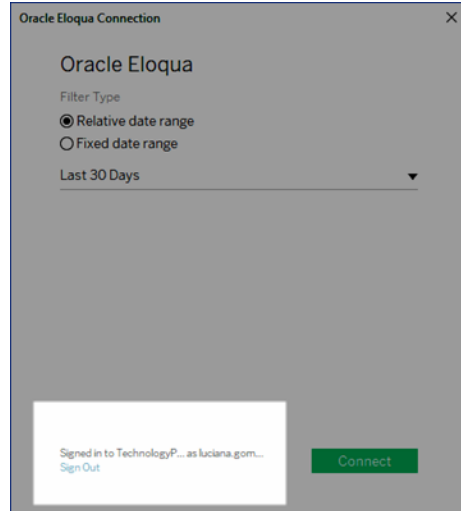 Oracle Eloqua Connection
Oracle Eloqua
Filter Type
Relative date range
Fixed date range
Last 30 Days
Signed in to TechnologyP... as luciana.gom...
Sign Out
Connect